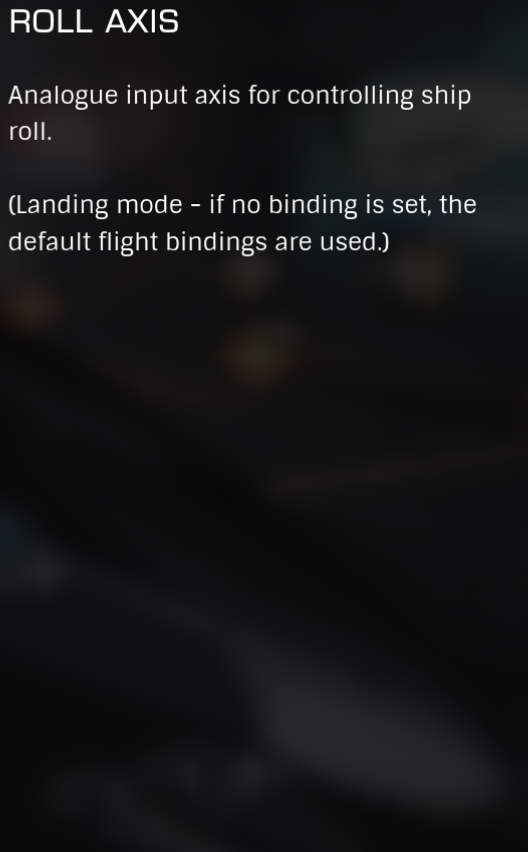 ROLL AXIS
Analogue input axis for controlling ship
roll.
(Landing mode - if no binding is set, the
default flight bindings are used.)